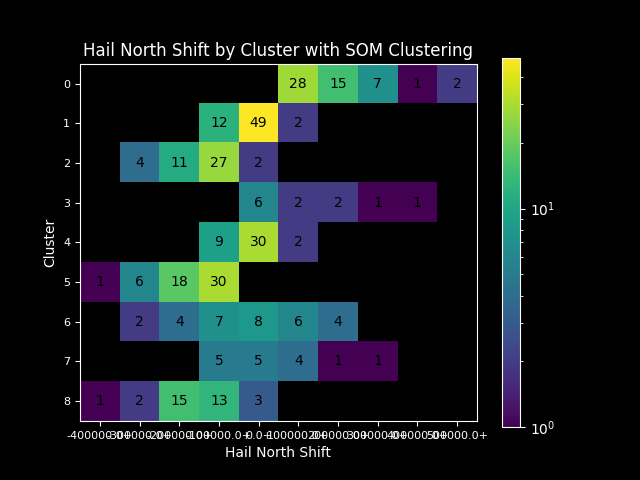 Hail North Shift by Cluster with SOM Clustering
0 28 15 7 1 2
1 12 49 2
2 4 11 27 2
3 6 2 2 1 1
4 9 30 2
5 1 6 18 30
6 2 4 7 8 6 4
7 5 5 4 1 1
8 1 2 15 13 3
Cluster
Hail North Shift
10¹
10⁰